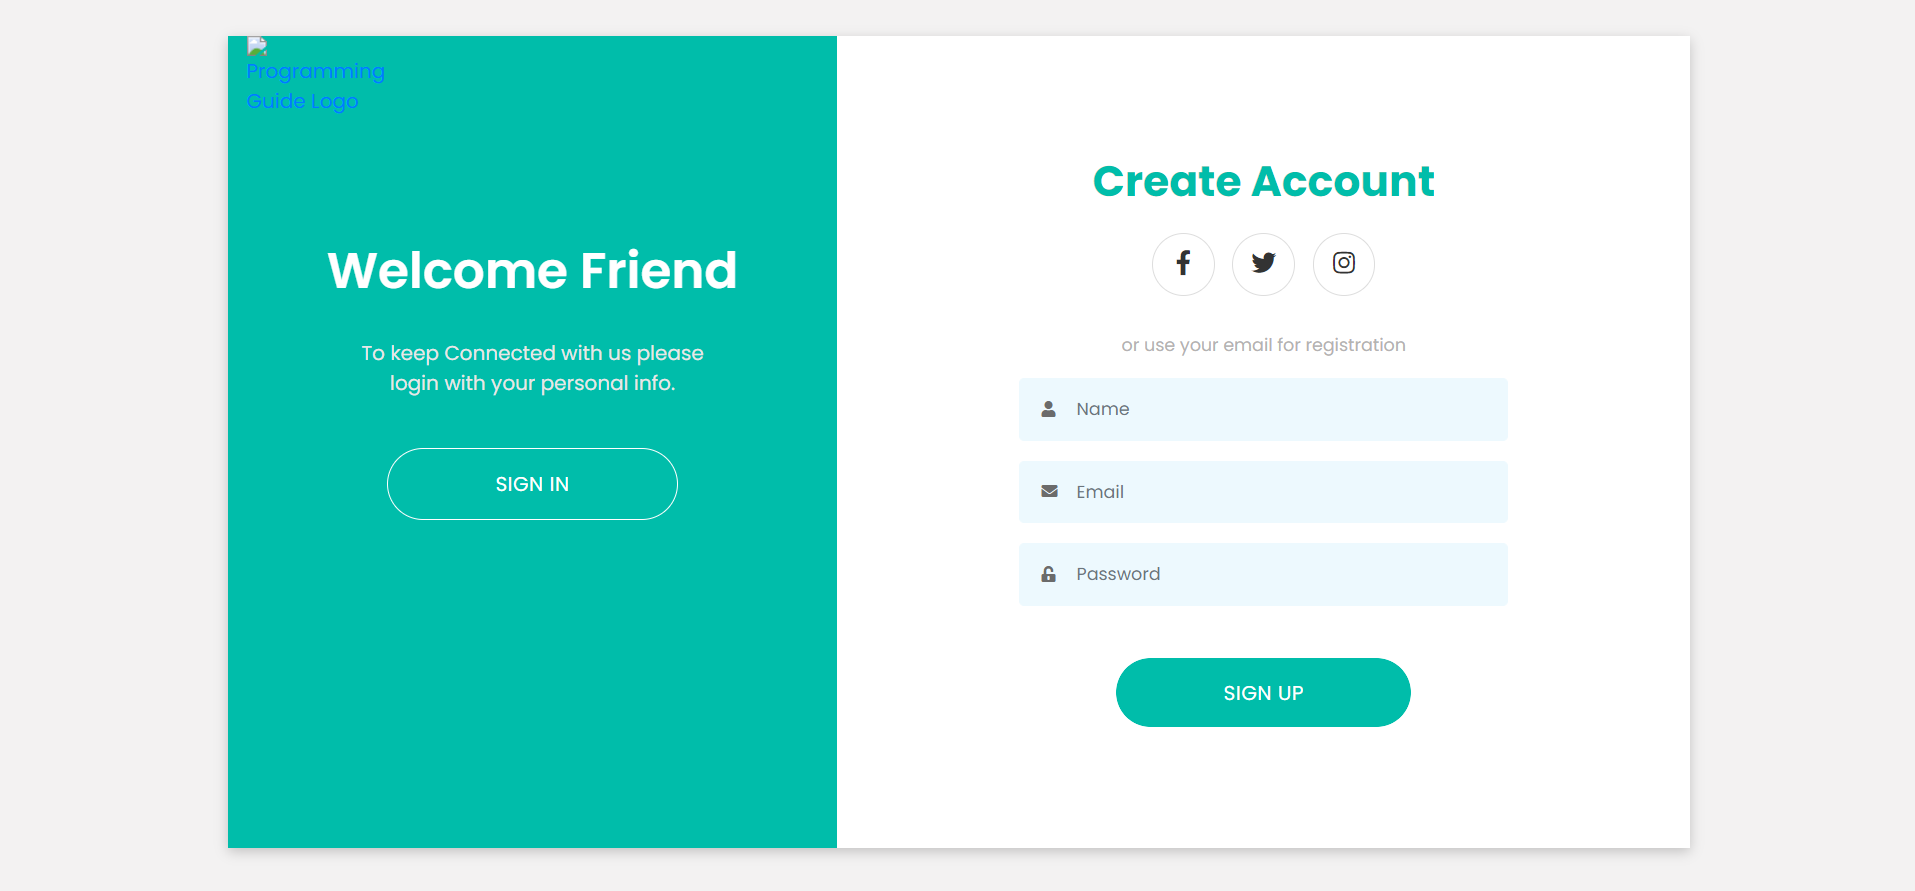 Programming
Guide Logo
Welcome Friend
To keep Connected with us please
login with your personal info.
SIGN IN
Create Account
or use your email for registration
Name
Email
Password
SIGN UP